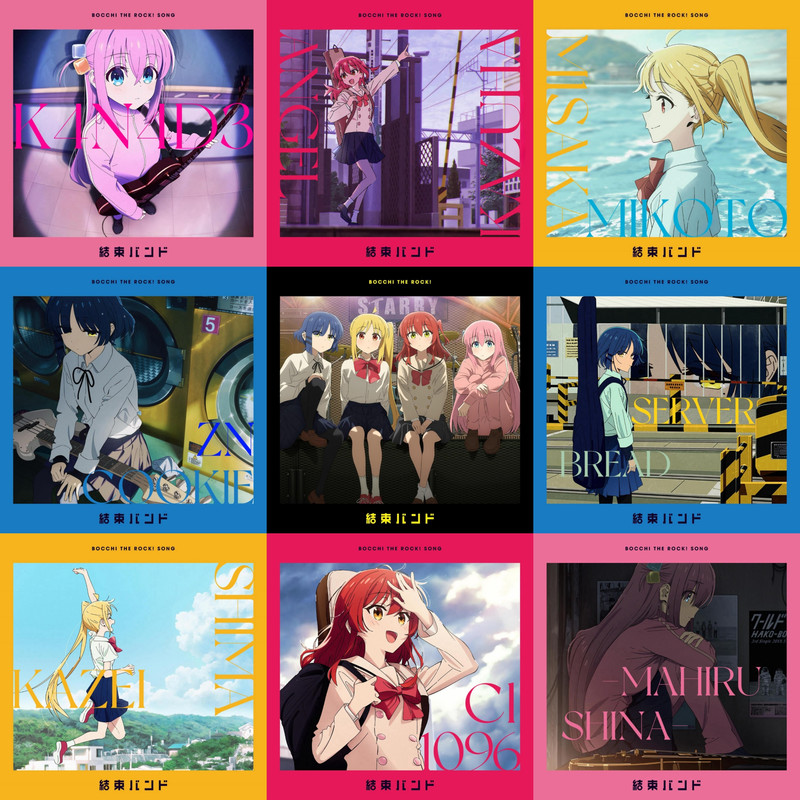 BOCCHI THE ROCK! SONG
K4N4D3
結束バンド
BOCCHI THE ROCK! SONG
ANGEL
結束バンド
BOCCHI THE ROCK! SONG
MISAKA
MIKOTO
結束バンド
BOCCHI THE ROCK! SONG
5
ZN
COOKIE
結束バンド
BOCCHI THE ROCK!
STARRY
結束バンド
BOCCHI THE ROCK! SONG
SERVER
BREAD
結束バンド
BOCCHI THE ROCK! SONG
SHIMA
KAZEI
結束バンド
BOCCHI THE ROCK! SONG
CI
1096
結束バンド
BOCCHI THE ROCK! SONG
ワールド
HAKO-BO
-MAHIRU
SHINA-
結束バンド